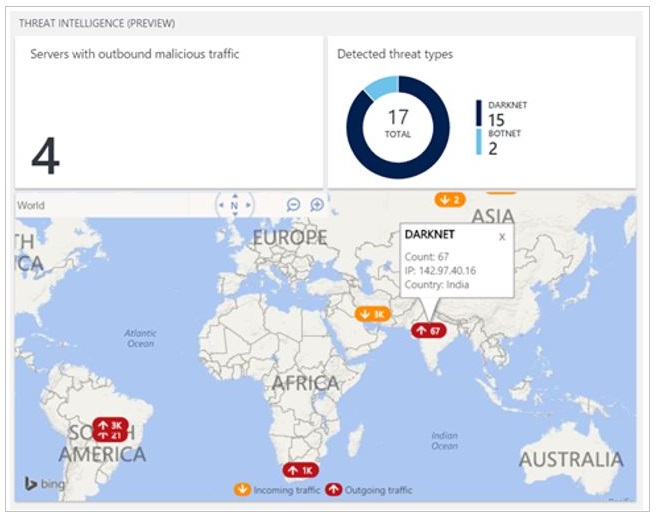 THREAT INTELLIGENCE (PREVIEW)
Servers with outbound malicious traffic
4
Detected threat types
17
TOTAL
DARKNET
15
BOTNET
2
World
N
2
ASIA
EUROPE
DARKNET
X
Count: 67
IP: 142.97.40.16
Country: India
3K
67
Atlantic
Ocean
AFRICA
3K
21
SOUTH
AMERICA
Indian
Ocean
AUSTRALIA
1K
bing
Incoming traffic
Outgoing traffic